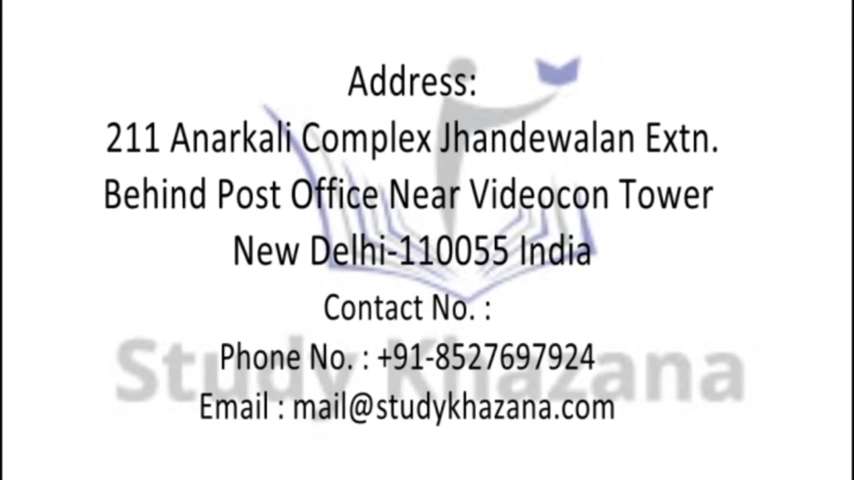 Address:
211 Anarkali Complex Jhandewalan Extn.
Behind Post Office Near Videocon Tower
New Delhi-110055 India
Contact No. :
Phone No. : +91-8527697924
Email : mail@studykhazana.com
Study Khazana